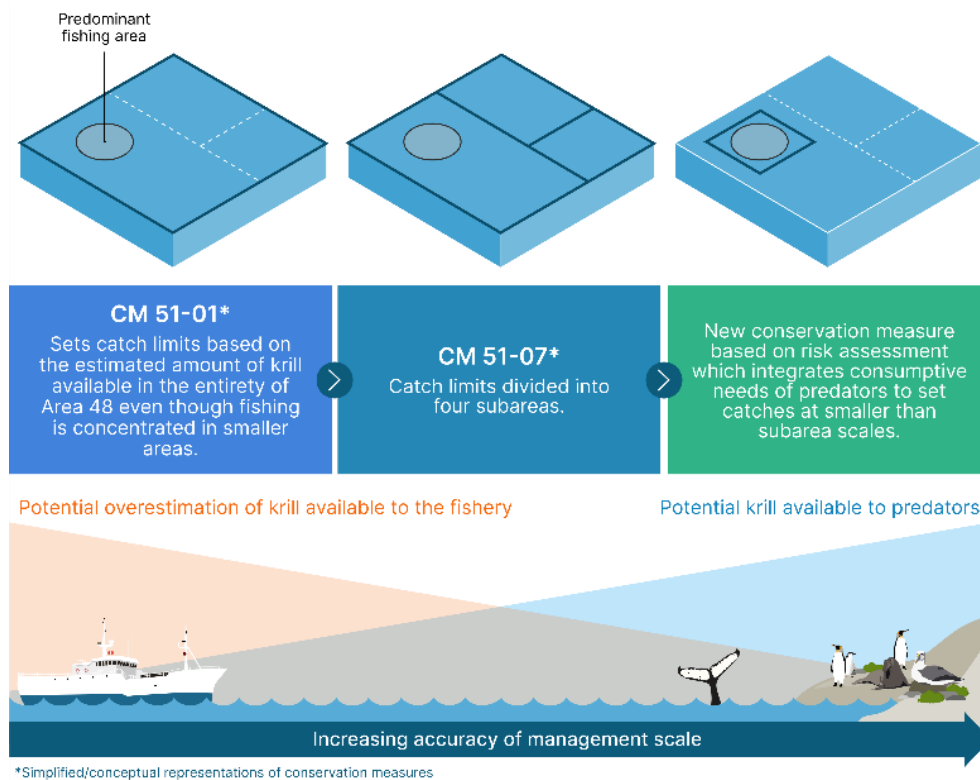 Predominant
fishing area
CM 51-01*
Sets catch limits based on
the estimated amount of krill
available in the entirety of
Area 48 even though fishing
is concentrated in smaller
areas.
CM 51-07*
Catch limits divided into
four subareas.
New conservation measure
based on risk assessment
which integrates consumptive
needs of predators to set
catches at smaller than
subarea scales.
Potential overestimation of krill available to the fishery
Potential krill available to predators
Increasing accuracy of management scale
*Simplified/conceptual representations of conservation measures